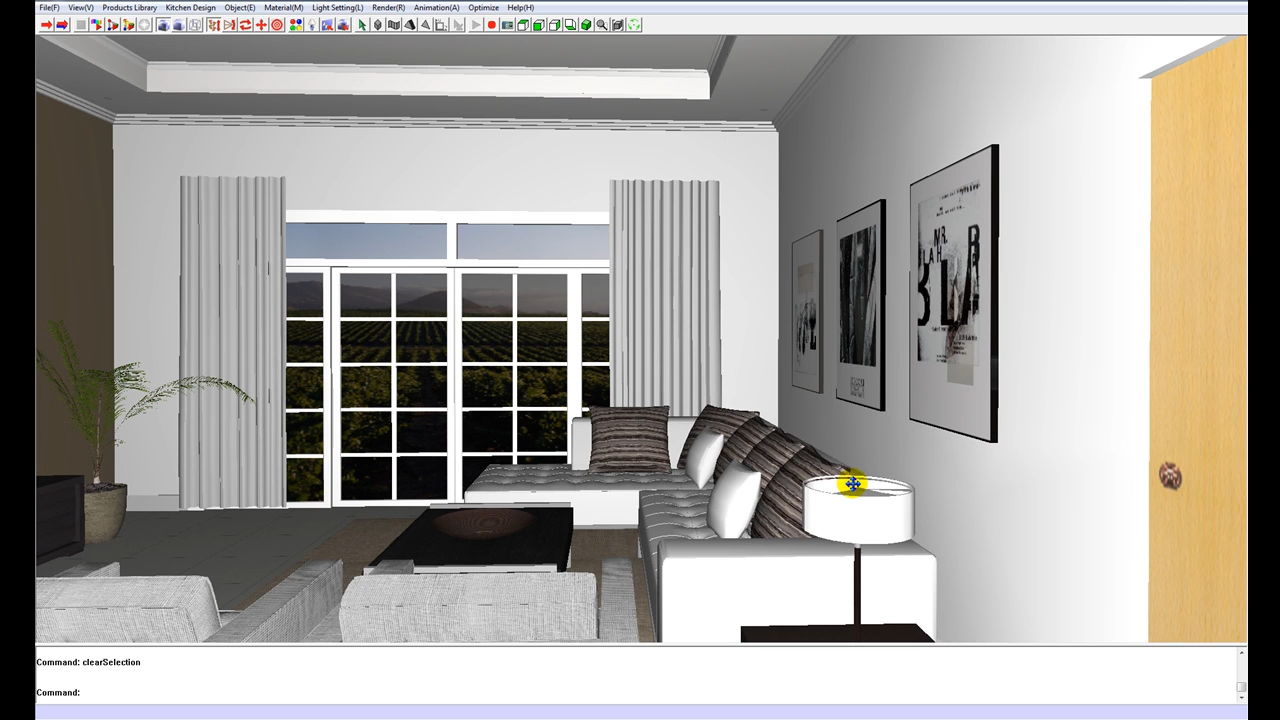 File(F) View(V) Products Library Kitchen Design Object(E) Material(M) Light Setting(L) Render(R) Animation(A) Optimize Help(H)
MR.
BLA
Command: clearSelection
Command: